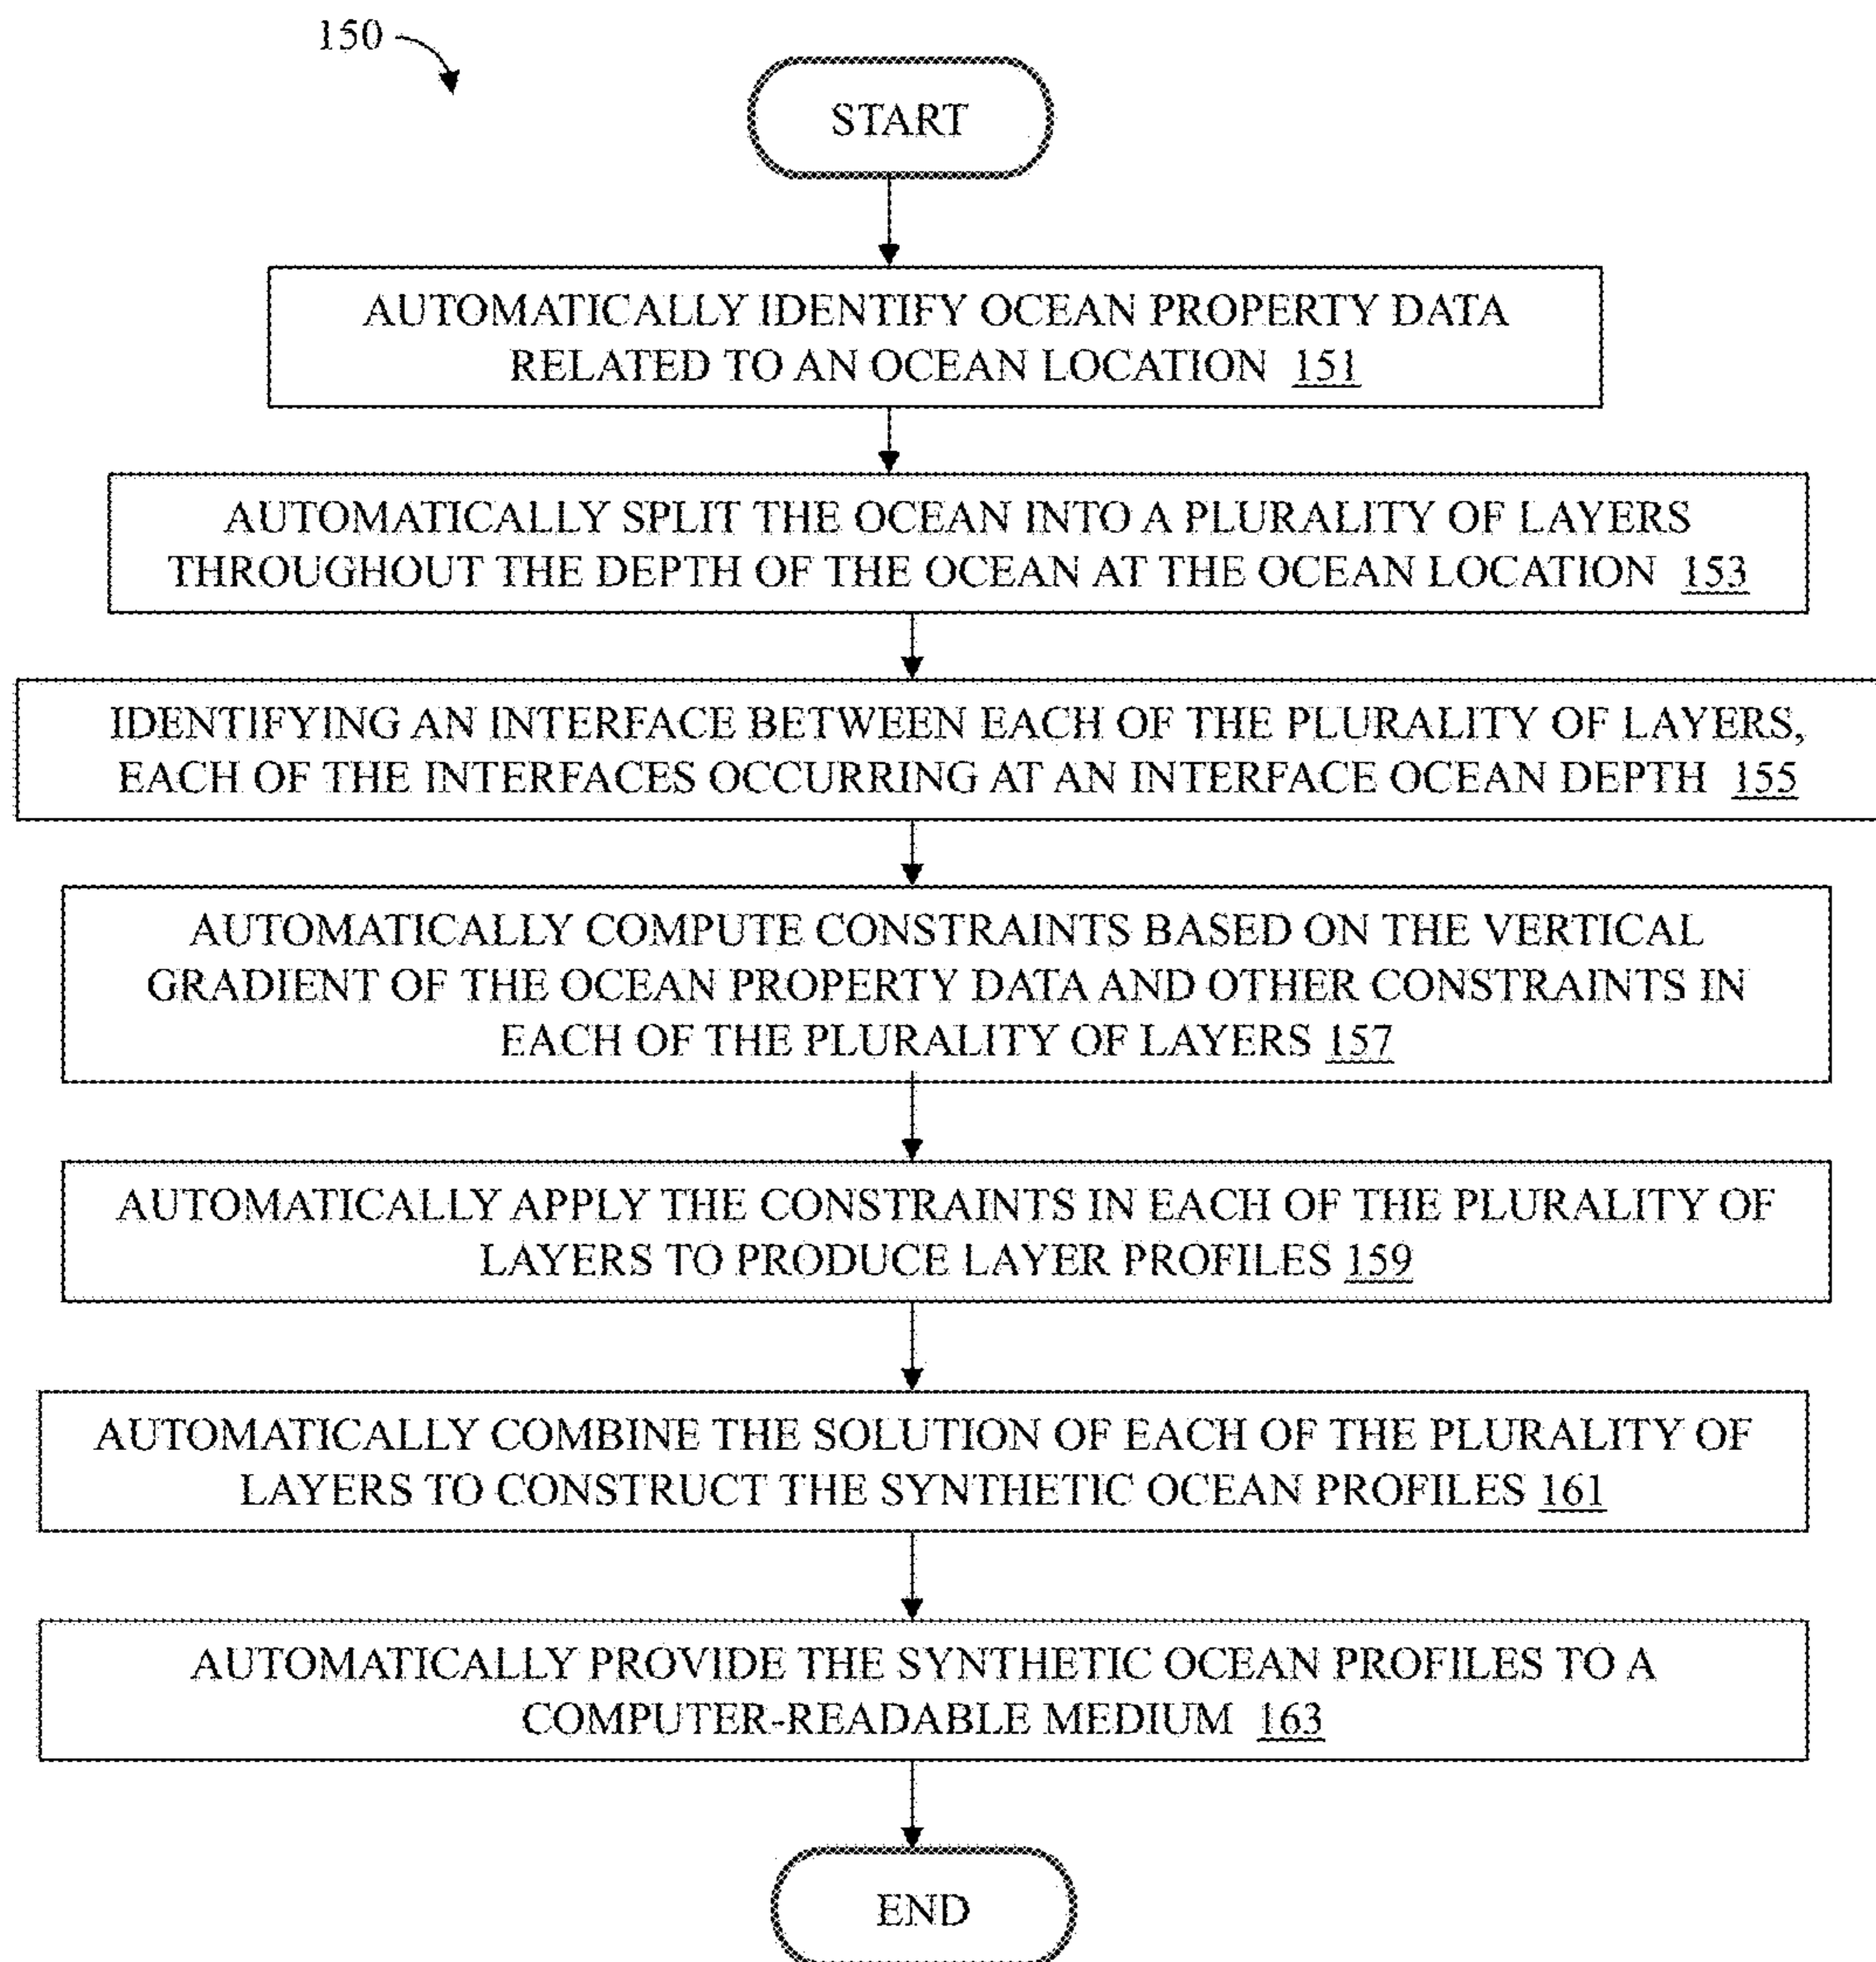 150
START
AUTOMATICALLY IDENTIFY OCEAN PROPERTY DATA
RELATED TO AN OCEAN LOCATION 151
AUTOMATICALLY SPLIT THE OCEAN INTO A PLURALITY OF LAYERS
THROUGHOUT THE DEPTH OF THE OCEAN AT THE OCEAN LOCATION 153
IDENTIFYING AN INTERFACE BETWEEN EACH OF THE PLURALITY OF LAYERS,
EACH OF THE INTERFACES OCCURRING AT AN INTERFACE OCEAN DEPTH 155
AUTOMATICALLY COMPUTE CONSTRAINTS BASED ON THE VERTICAL
GRADIENT OF THE OCEAN PROPERTY DATA AND OTHER CONSTRAINTS IN
EACH OF THE PLURALITY OF LAYERS 157
AUTOMATICALLY APPLY THE CONSTRAINTS IN EACH OF THE PLURALITY OF
LAYERS TO PRODUCE LAYER PROFILES 159
AUTOMATICALLY COMBINE THE SOLUTION OF EACH OF THE PLURALITY OF
LAYERS TO CONSTRUCT THE SYNTHETIC OCEAN PROFILES 161
AUTOMATICALLY PROVIDE THE SYNTHETIC OCEAN PROFILES TO A
COMPUTER-READABLE MEDIUM 163
END